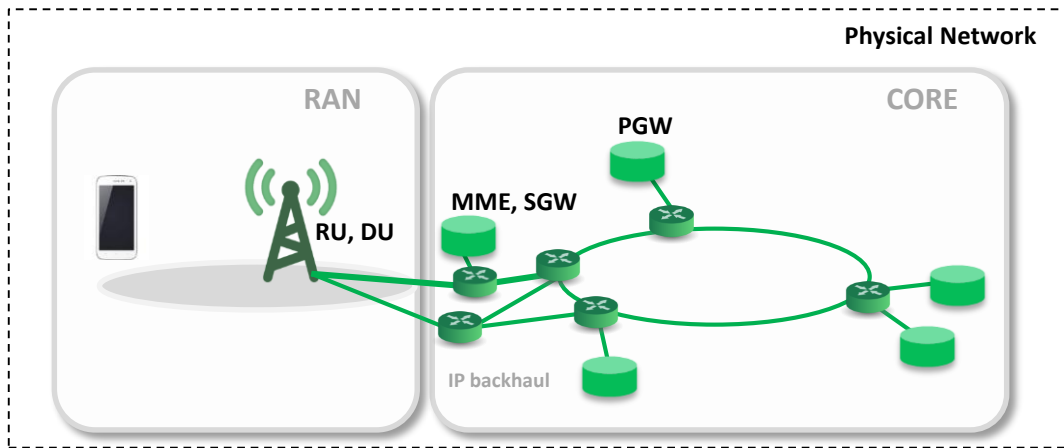 Physical Network
RAN
CORE
PGW
MME, SGW
RU, DU
IP backhaul